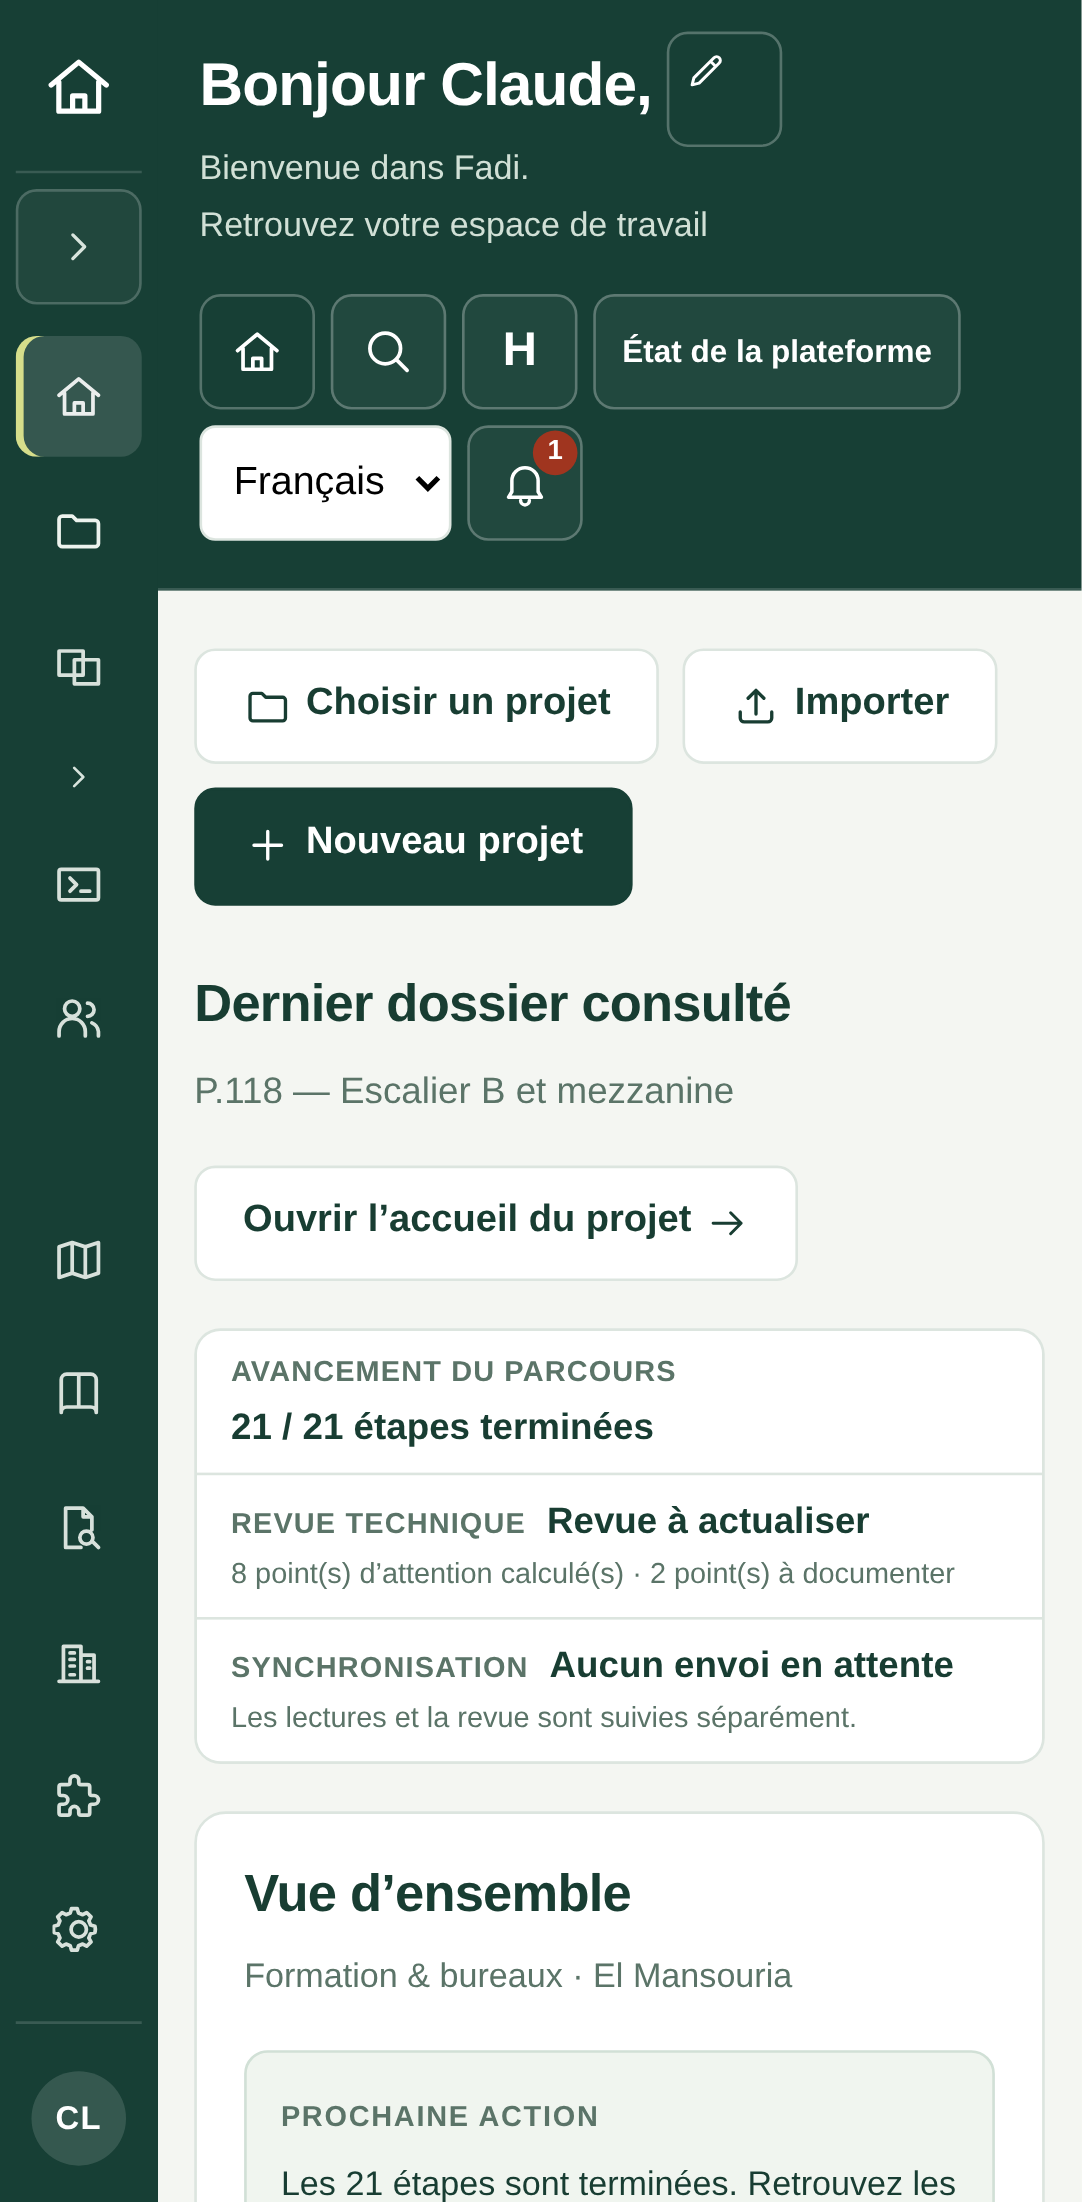 Bonjour Claude,
Bienvenue dans Fadi.
Retrouvez votre espace de travail
H
État de la plateforme
Français
1
Choisir un projet
Importer
Nouveau projet
Dernier dossier consulté
P.118 — Escalier B et mezzanine
Ouvrir l’accueil du projet →
AVANCEMENT DU PARCOURS
21 / 21 étapes terminées
REVUE TECHNIQUE Revue à actualiser
8 point(s) d’attention calculé(s) · 2 point(s) à documenter
SYNCHRONISATION Aucun envoi en attente
Les lectures et la revue sont suivies séparément.
Vue d’ensemble
Formation & bureaux · El Mansouria
PROCHAINE ACTION
Les 21 étapes sont terminées. Retrouvez les
CL